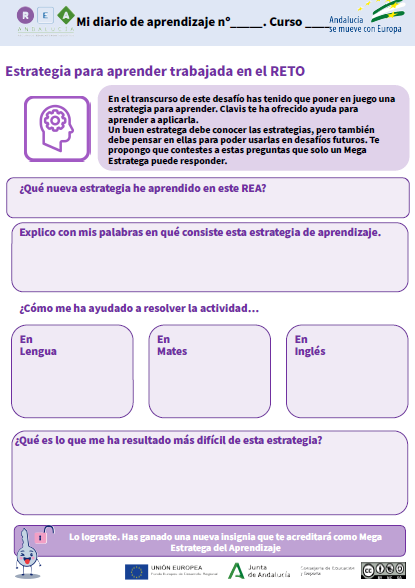 R E A
ANDALUCÍA
Mi diario de aprendizaje nº_____. Curso ____
Andalucía
se mueve con Europa
Estrategia para aprender trabajada en el RETO
En el transcurso de este desafío has tenido que poner en juego una
estrategia para aprender. Clavis te ha ofrecido ayuda para
aprender a aplicarla.
Un buen estratega debe conocer las estrategias, pero también
debe pensar en ellas para poder usarlas en desafíos futuros. Te
propongo que contestes a estas preguntas que solo un Mega
Estratega puede responder.
¿Qué nueva estrategia he aprendido en este REA?
Explico con mis palabras en qué consiste esta estrategia de aprendizaje.
¿Cómo me ha ayudado a resolver la actividad...
En
Lengua
En
Mates
En
Inglés
¿Qué es lo que me ha resultado más difícil de esta estrategia?
Lo lograste. Has ganado una nueva insignia que te acreditará como Mega
Estratega del Aprendizaje
UNIÓN EUROPEA
Fondo Europeo de Desarrollo Regional
Junta
de Andalucía
Consejería de Educación
y Deporte